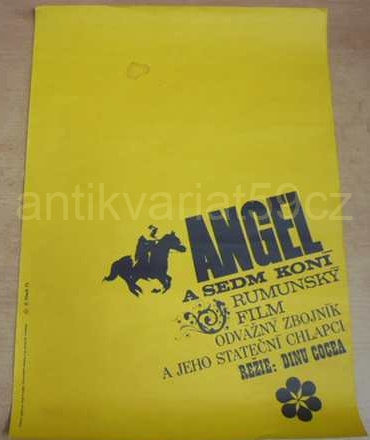 ANGEL
A SEDM KONÍ
RUMUNSKÝ
FILM
ODVÁŽNÝ ZBOJNÍK
A JEHO STATEČNÍ CHLAPCI
REŽIE: DINU COCEA
antikvariat59.cz